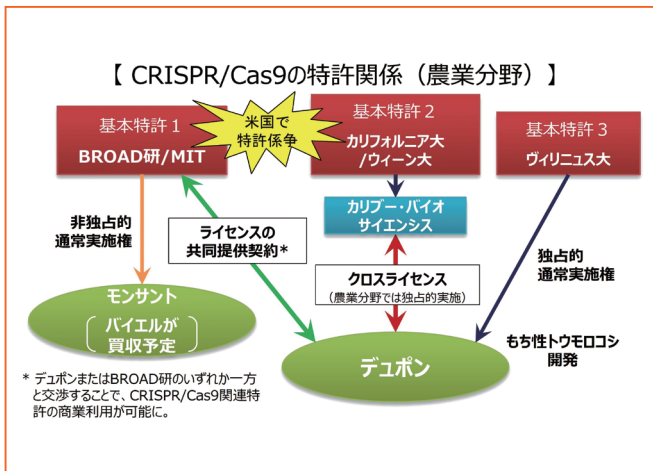 【 CRISPR/Cas9の特許関係（農業分野）】
基本特許１
BROAD研/MIT
米国で
特許係争
基本特許２
カリフォルニア大
/ウィーン大
基本特許３
ヴィリニュス大
カリブー・バイオ
サイエンシス
非独占的
通常実施権
ライセンスの
共同提供契約*
クロスライセンス
（農業分野では独占的実施）
独占的
通常実施権
モンサント
バイエルが
買収予定
デュポン
もち性トウモロコシ
開発
* デュポンまたはBROAD研のいずれか一方
と交渉することで、CRISPR/Cas9関連特
許の商業利用が可能に。